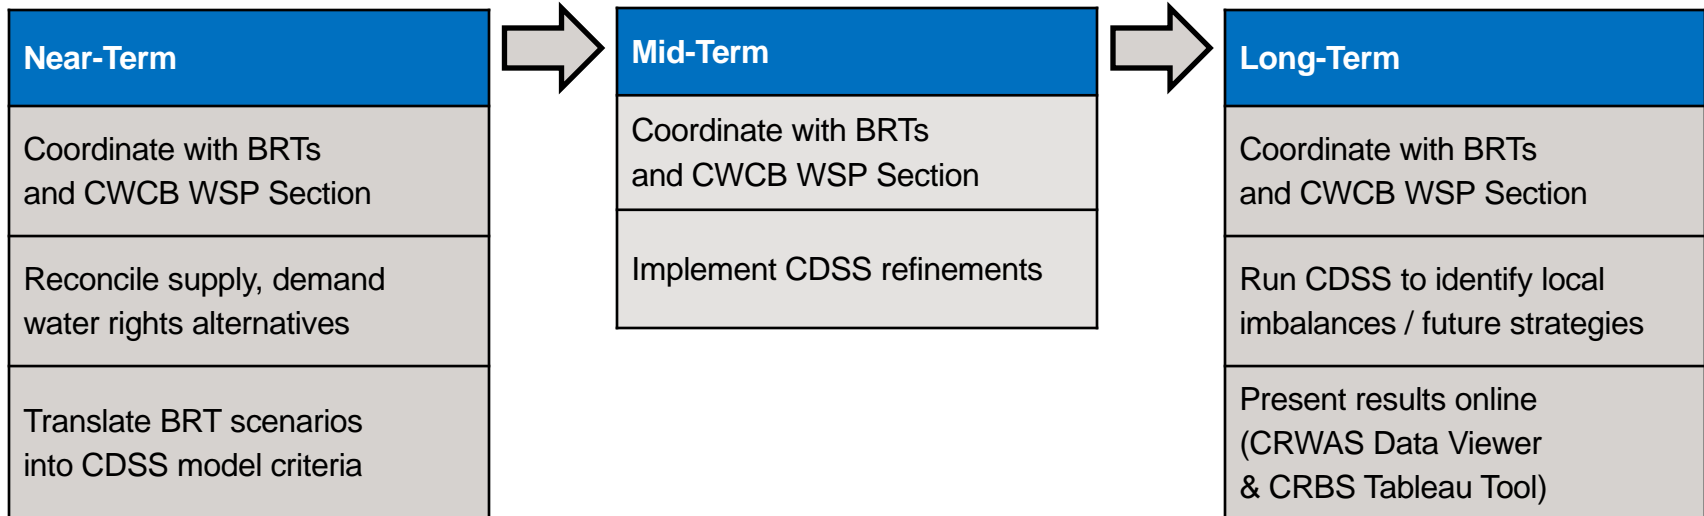 Near-Term
Coordinate with BRTs
and CWCB WSP Section
Reconcile supply, demand
water rights alternatives
Translate BRT scenarios
into CDSS model criteria
Mid-Term
Coordinate with BRTs
and CWCB WSP Section
Implement CDSS refinements
Long-Term
Coordinate with BRTs
and CWCB WSP Section
Run CDSS to identify local
imbalances / future strategies
Present results online
(CRWAS Data Viewer
& CRBS Tableau Tool)